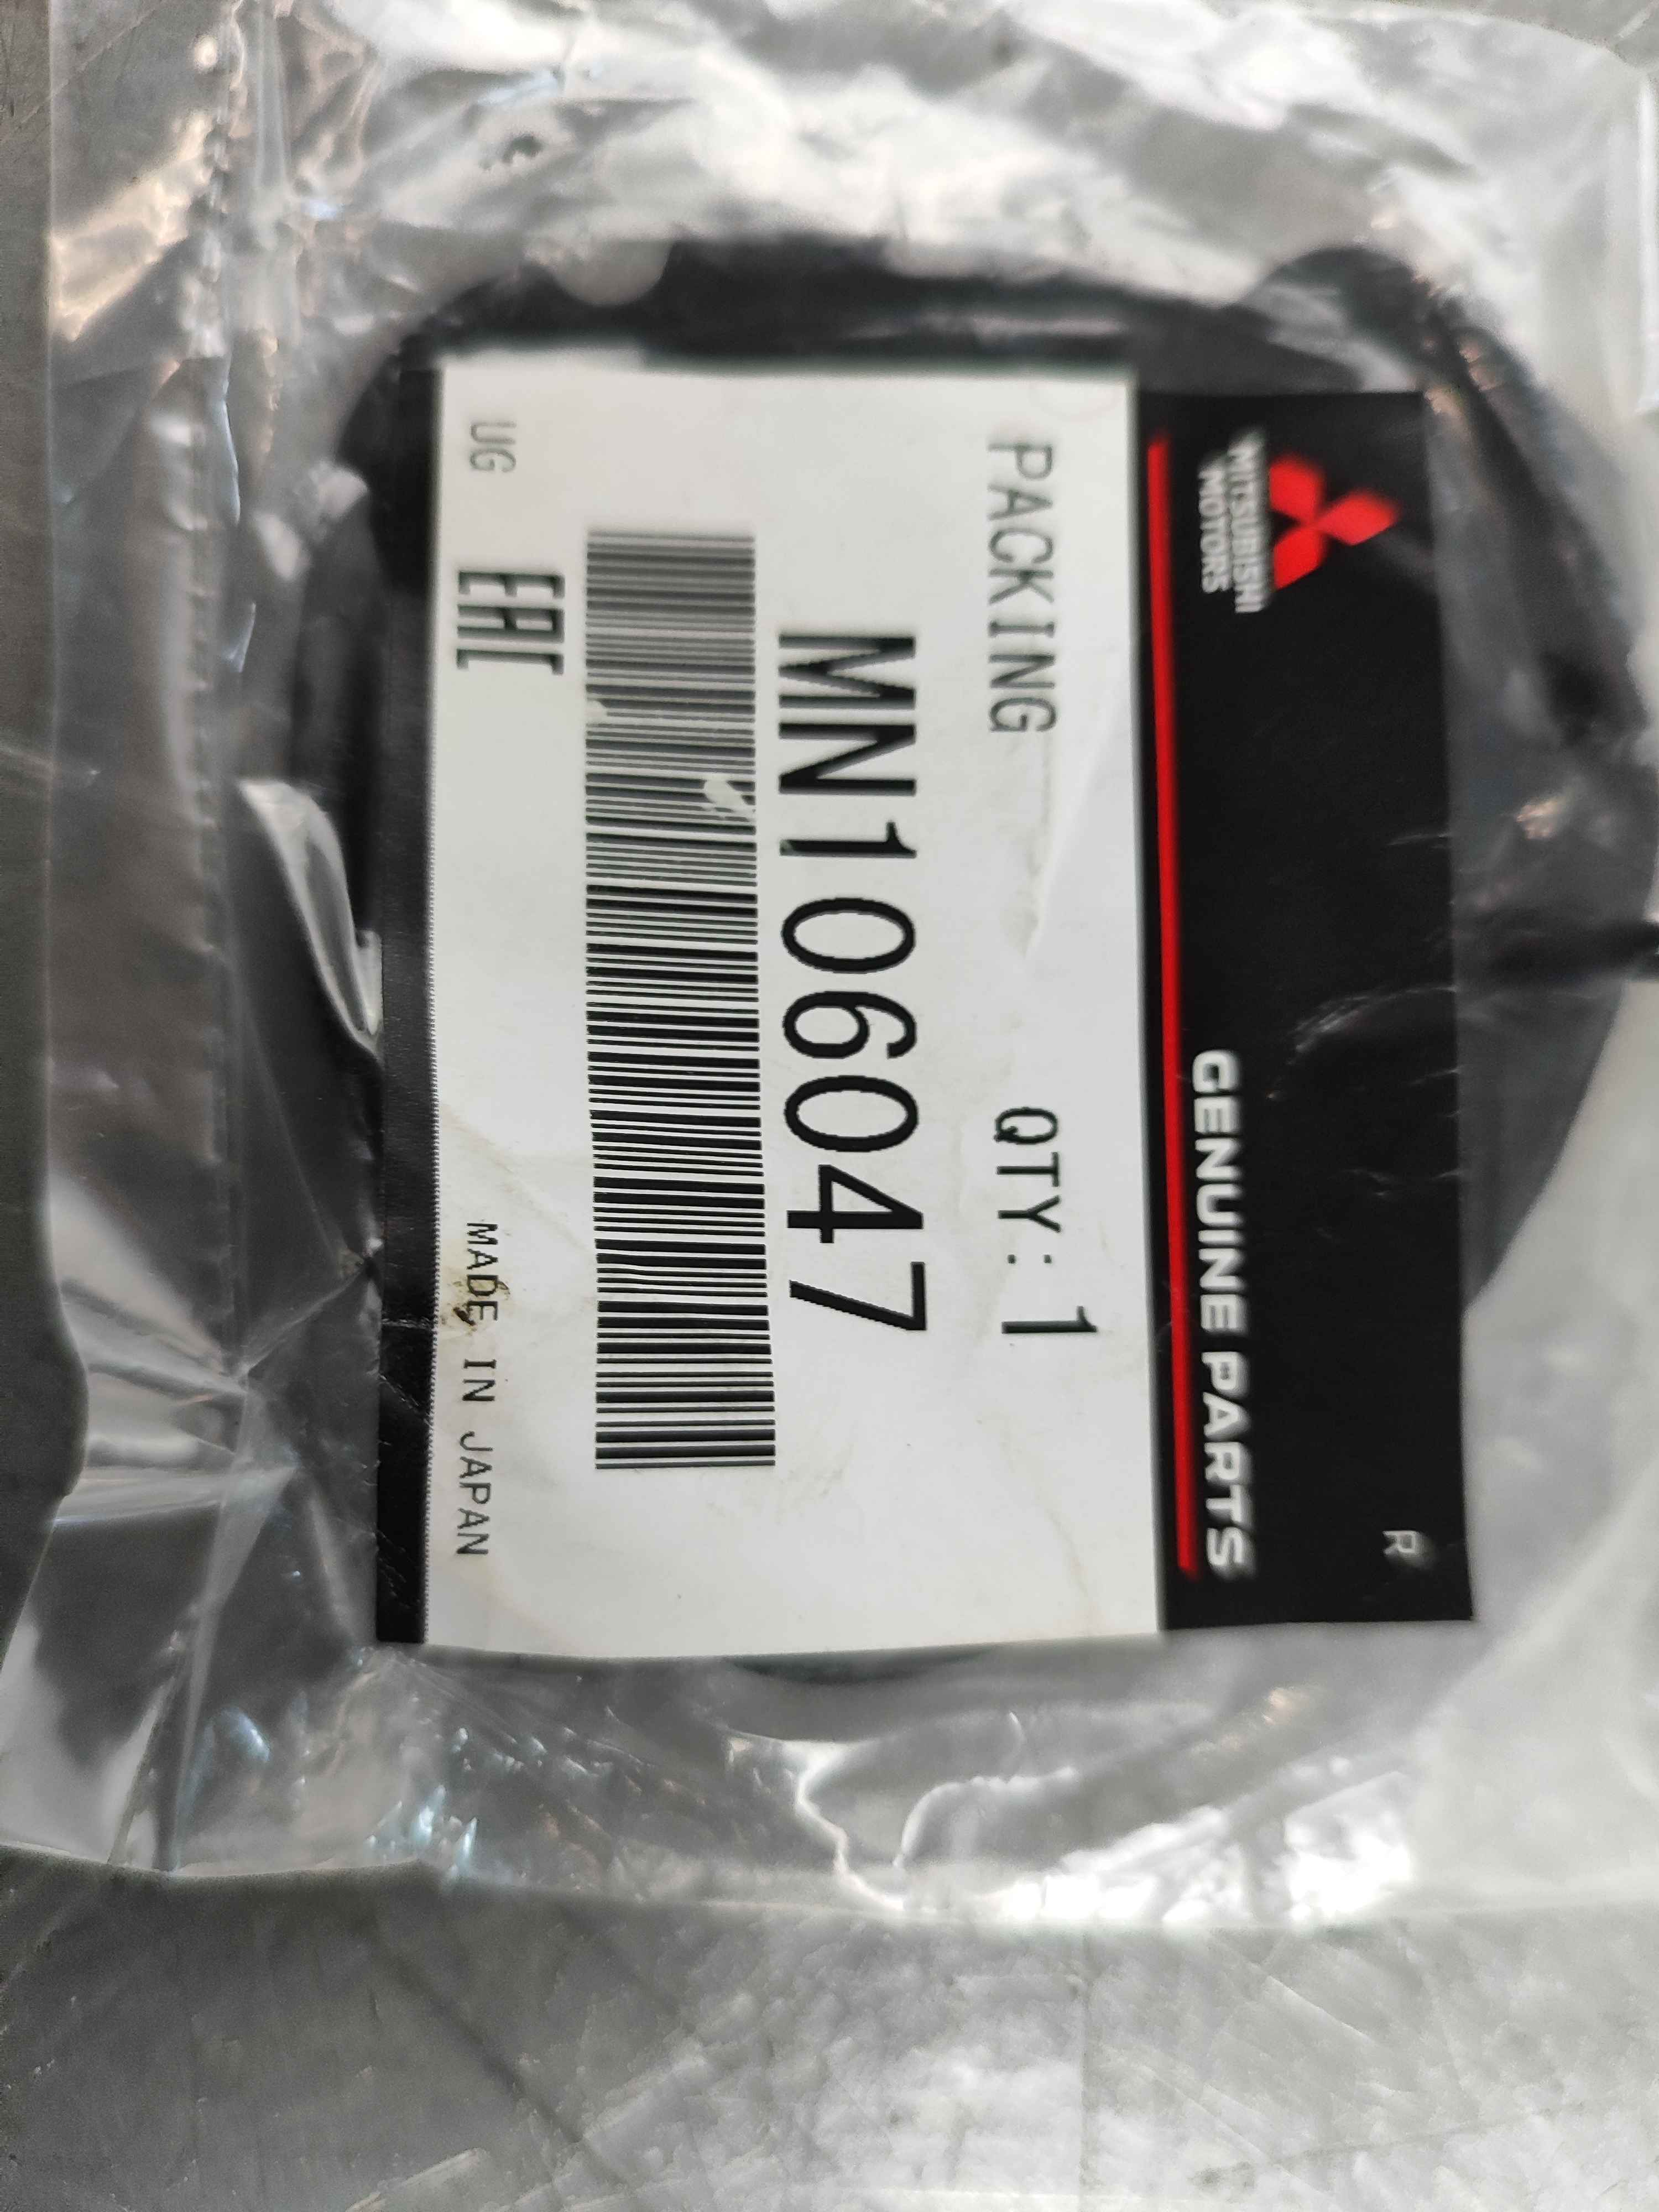 R
MITSUBISHI
MOTORS
GENUINE PARTS
PACKING QTY: 1
MN106047
UG EAC MADE IN JAPAN